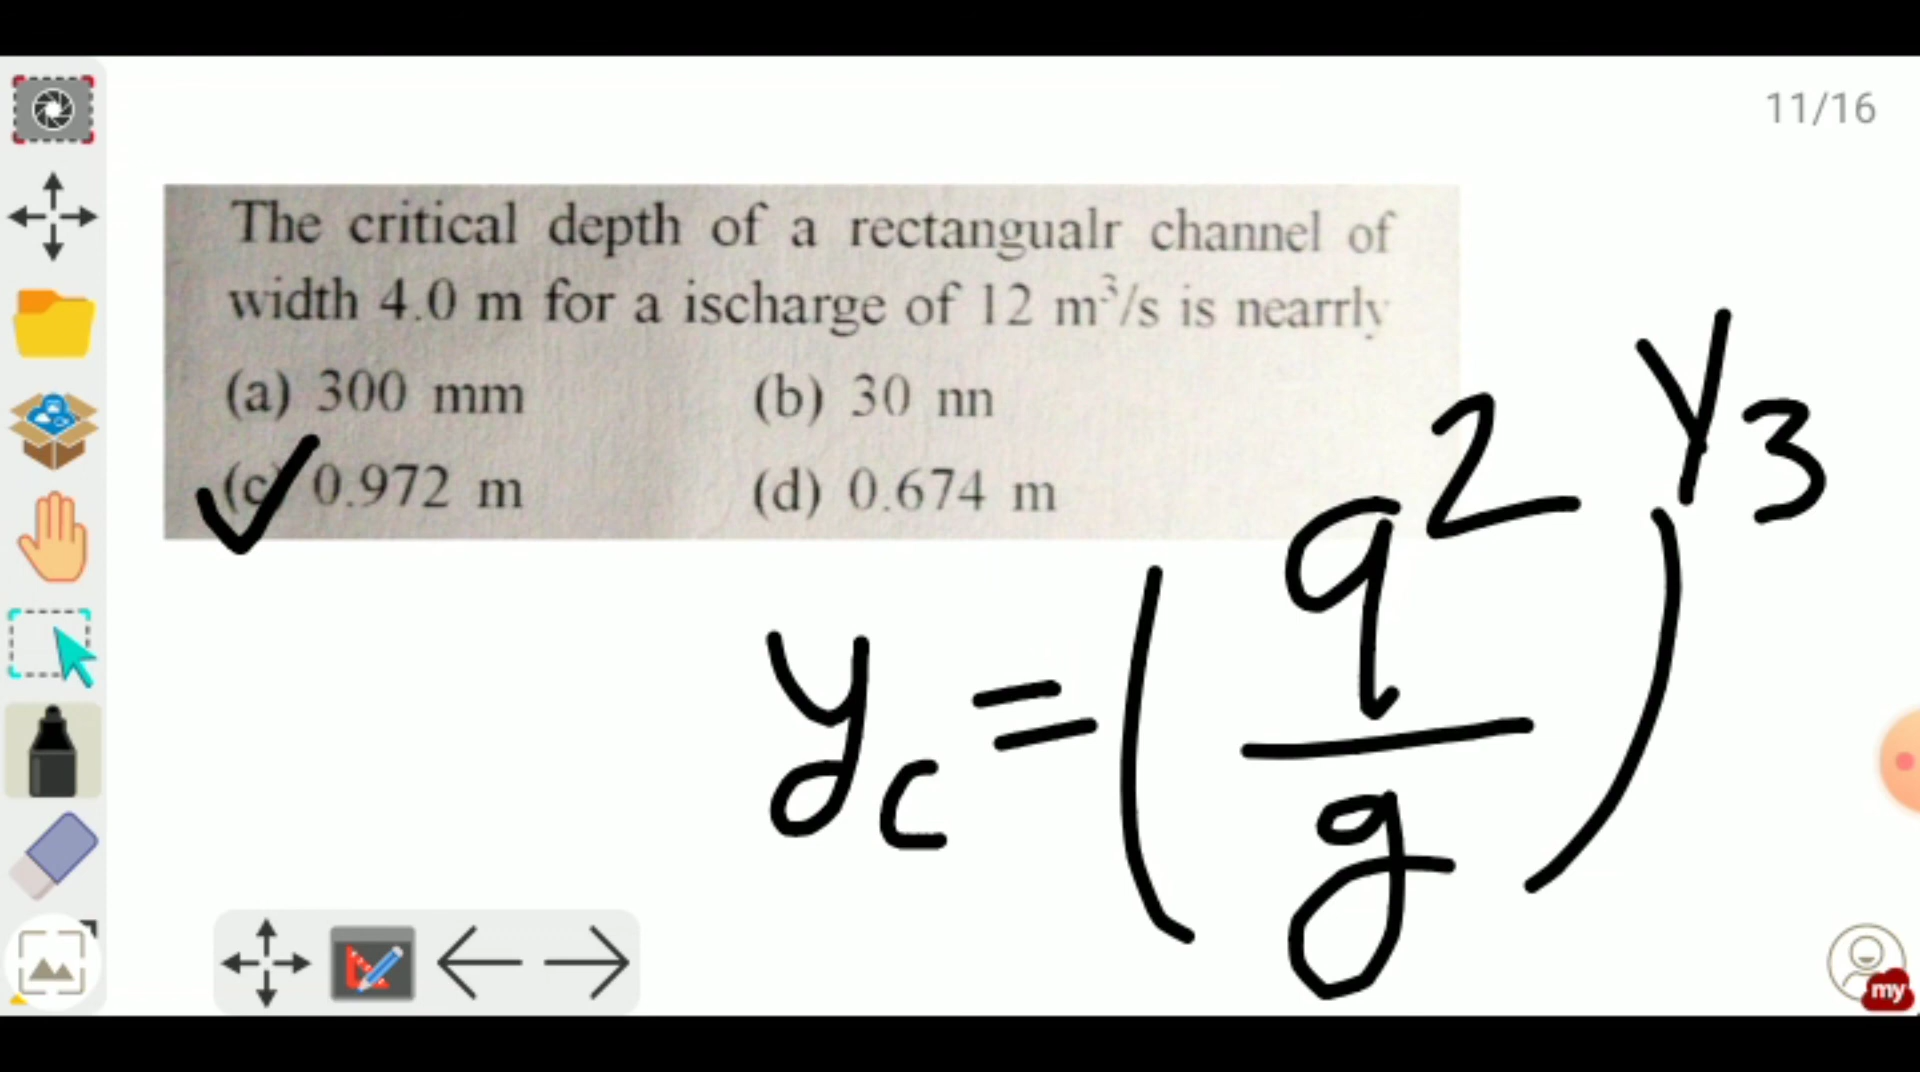 11/16
The critical depth of a rectangualr channel of
width 4.0 m for a ischarge of 12 m³/s is nearrly
(a) 300 mm (b) 30 nn
(c) 0.972 m (d) 0.674 m
y_c = (q²/g)^1/3
my